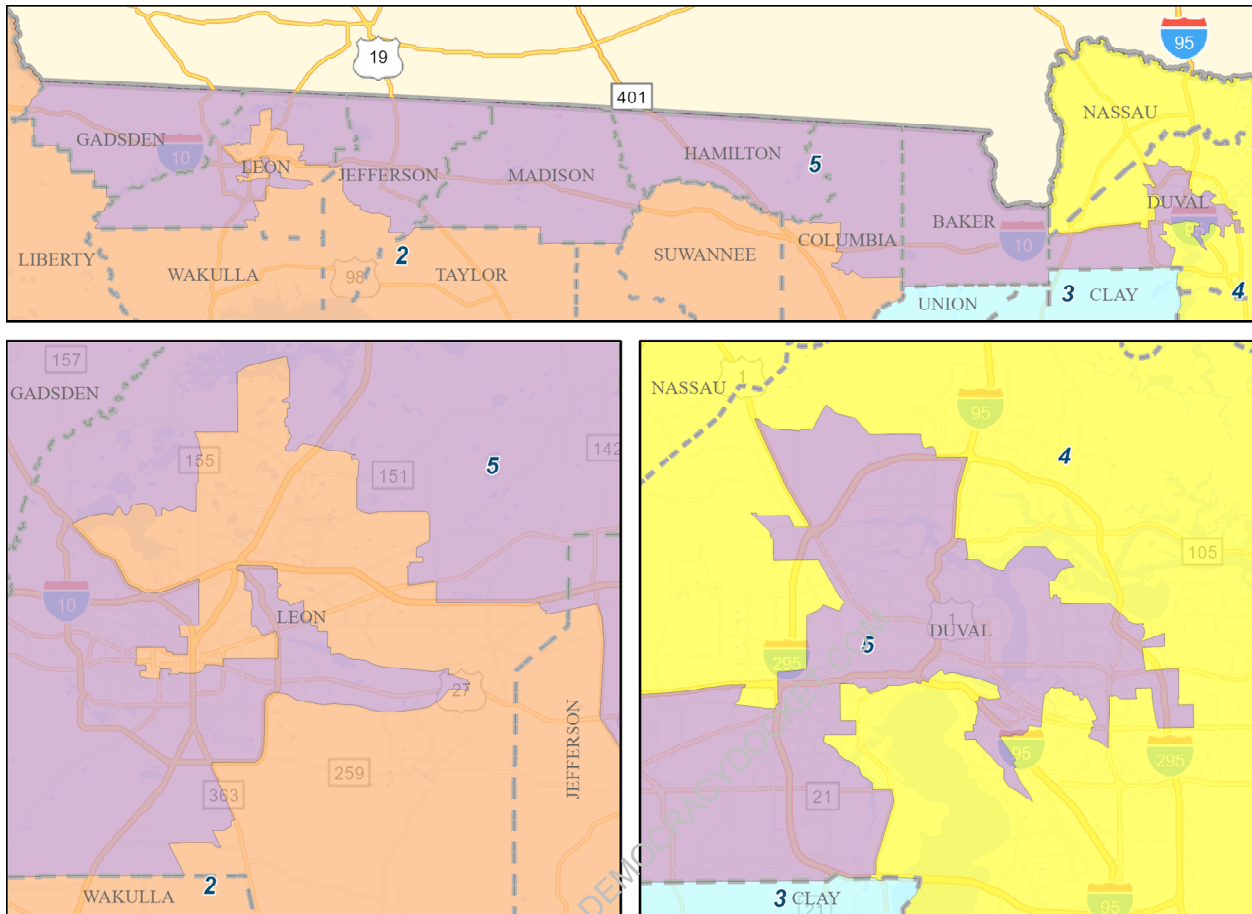 19
95
401
NASSAU
GADSDEN
10
LEON
JEFFERSON
MADISON
HAMILTON
5
DUVAL
95
BAKER
10
COLUMBIA
SUWANNEE
LIBERTY
WAKULLA
98
2
TAYLOR
UNION
3
CLAY
4
157
GADSDEN
155
151
5
142
10
LEON
27
JEFFERSON
259
363
WAKULLA
2
NASSAU
1
95
4
105
1
DUVAL
5
295
95
295
21
DEMOCRACYDOCKET.COM
3
CLAY
21
95